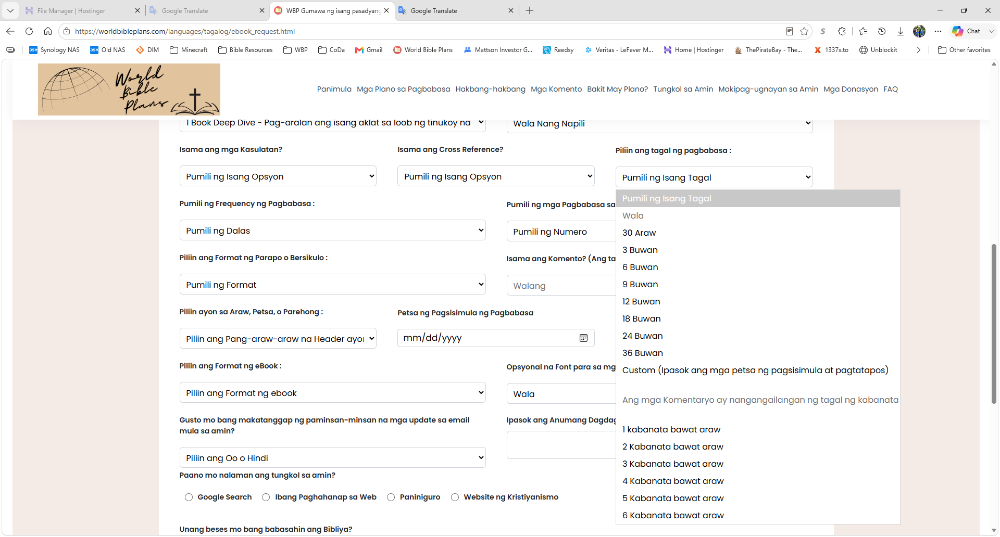 File Manager | Hostinger
Google Translate
WBP Gumawa ng isang pasadyang
Google Translate
https://worldbibleplans.com/languages/tagalog/ebook_request.html
Chat
Synology NAS
Old NAS
DIM
Minecraft
Bible Resources
WBP
CoDa
Gmail
World Bible Plans
Mattson Investor G...
Reedsy
Veritas - LeFever M...
Home | Hostinger
ThePirateBay - The...
1337x.to
Unblockit
Other favorites
World
Bible
Plans
Panimula Mga Plano sa Pagbabasa Hakbang-hakbang Mga Komento Bakit May Plano? Tungkol sa Amin Makipag-ugnayan sa Amin Mga Donasyon FAQ
1 Book Deep Dive - Pag-aralan ang isang aklat sa loob ng tinukoy na
Wala Nang Napili
Isama ang mga Kasulatan?
Isama ang Cross Reference?
Piliin ang tagal ng pagbabasa :
Pumili ng Isang Opsyon
Pumili ng Isang Opsyon
Pumili ng Isang Tagal
Pumili ng Isang Tagal
Wala
30 Araw
3 Buwan
6 Buwan
9 Buwan
12 Buwan
18 Buwan
24 Buwan
36 Buwan
Custom (Ipasok ang mga petsa ng pagsisimula at pagtatapos)
Ang mga Komentaryo ay nangangailangan ng tagal ng kabanata
1 kabanata bawat araw
2 Kabanata bawat araw
3 Kabanata bawat araw
4 Kabanata bawat araw
5 Kabanata bawat araw
6 Kabanata bawat araw
Pumili ng Frequency ng Pagbabasa :
Pumili ng mga Pagbabasa sa
Pumili ng Dalas
Pumili ng Numero
Piliin ang Format ng Parapo o Bersikulo :
Isama ang Komento? (Ang ta
Pumili ng Format
Walang
Piliin ayon sa Araw, Petsa, o Parehong :
Petsa ng Pagsisimula ng Pagbabasa
Piliin ang Pang-araw-araw na Header ayo
mm/dd/yyyy
Piliin ang Format ng eBook :
Opsyonal na Font para sa mg
Piliin ang Format ng ebook
Wala
Gusto mo bang makatanggap ng paminsan-minsan na mga update sa email
mula sa amin?
Ipasok ang Anumang Dagdag
Piliin ang Oo o Hindi
Paano mo nalaman ang tungkol sa amin?
Google Search
Ibang Paghahanap sa Web
Paniniguro
Website ng Kristiyanismo
Unang beses mo bang babasahin ang Bibliya?